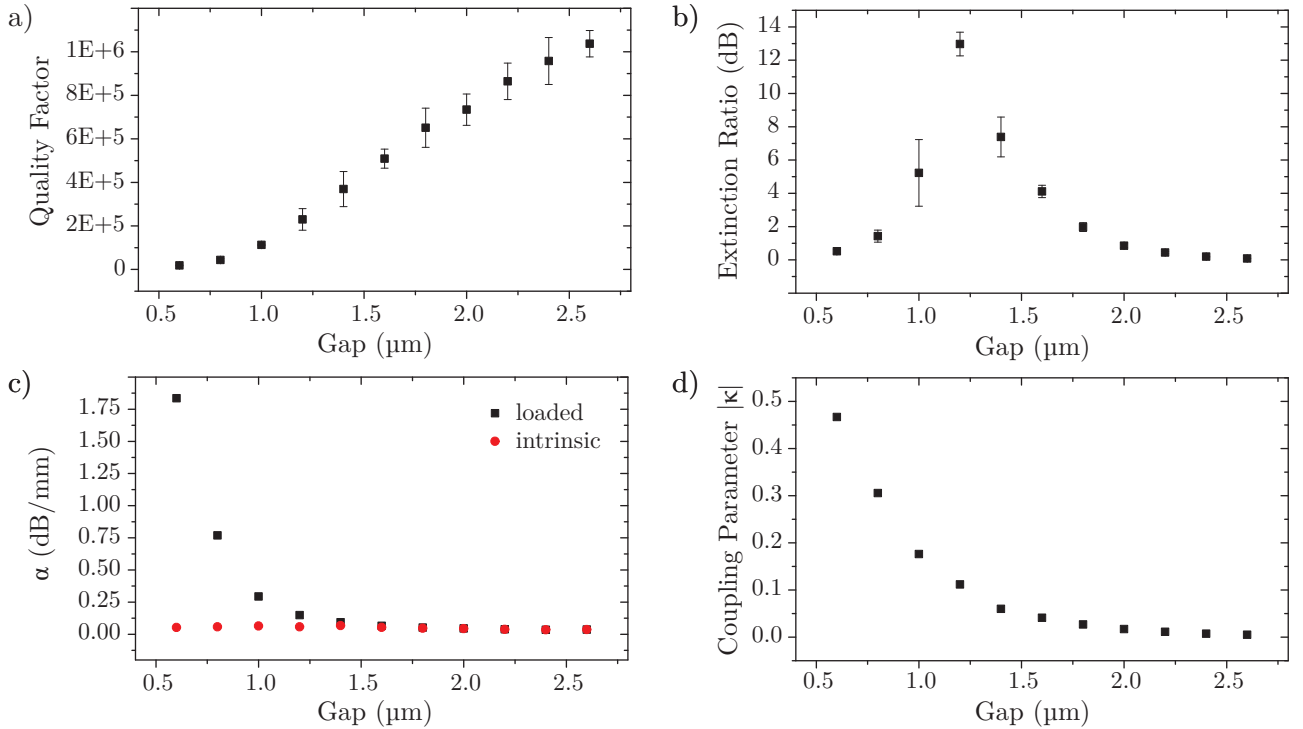 a)
Quality Factor
1E+6
8E+5
6E+5
4E+5
2E+5
0
0.5 1.0 1.5 2.0 2.5
Gap (µm)
b)
Extinction Ratio (dB)
14
12
10
8
6
4
2
0
0.5 1.0 1.5 2.0 2.5
Gap (µm)
c)
α (dB/mm)
1.75
1.50
1.25
1.00
0.75
0.50
0.25
0.00
loaded
intrinsic
0.5 1.0 1.5 2.0 2.5
Gap (µm)
d)
Coupling Parameter |κ|
0.5
0.4
0.3
0.2
0.1
0.0
0.5 1.0 1.5 2.0 2.5
Gap (µm)